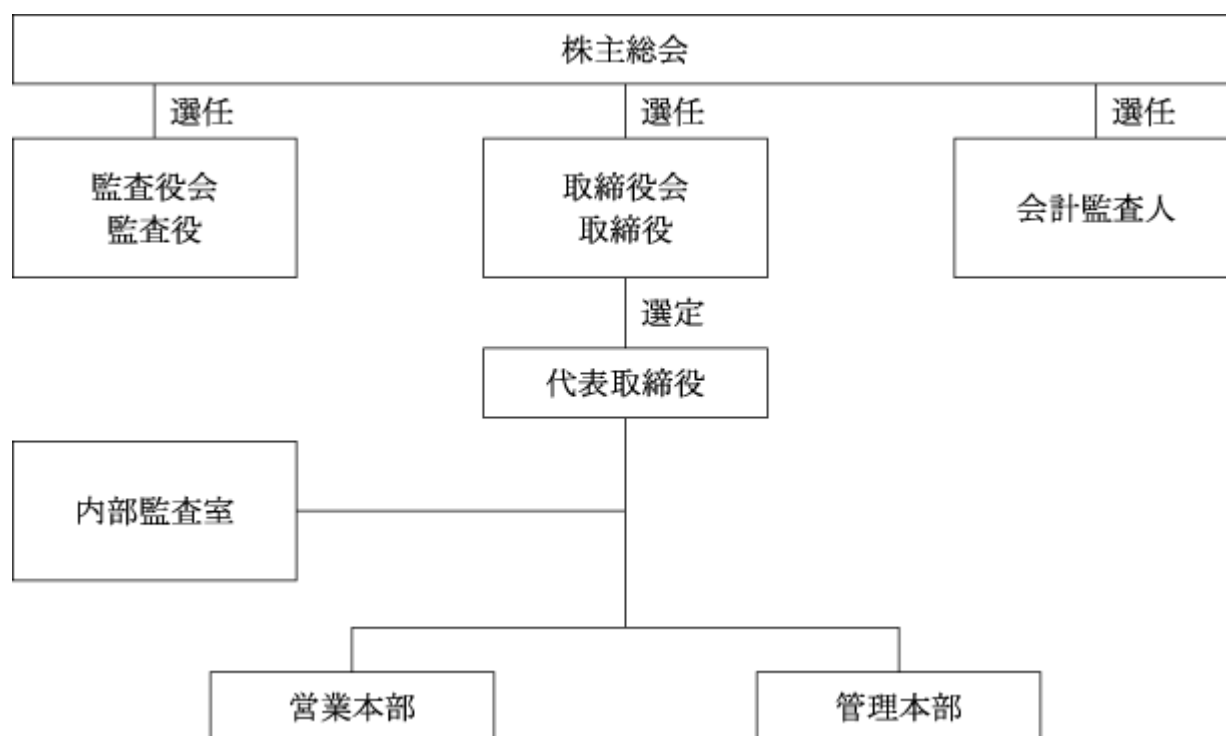 株主総会
選任
選任
選任
監査役会
監査役
取締役会
取締役
会計監査人
選定
代表取締役
内部監査室
営業本部
管理本部